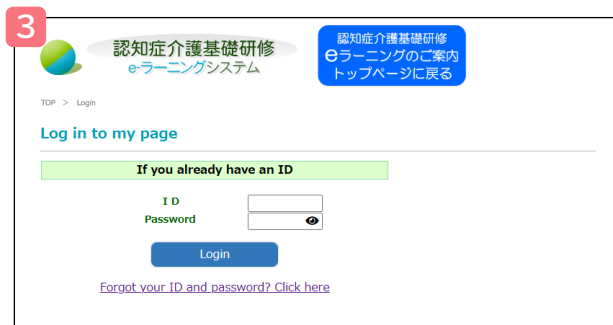 3
認知症介護基礎研修
e-ラーニングシステム
認知症介護基礎研修
eラーニングのご案内
トップページに戻る
TOP > Login
Log in to my page
If you already have an ID
I D
Password
Login
Forgot your ID and password? Click here